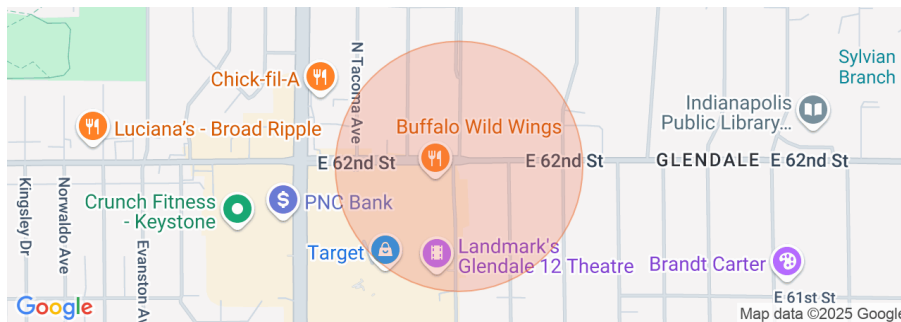 Sylvian
Branch
N Tacoma Ave
Chick-fil-A
Indianapolis
Public Library...
Luciana's - Broad Ripple
Buffalo Wild Wings
E 62nd St
E 62nd St
GLENDALE
E 62nd St
Kingsley Dr
Norwaldo Ave
Evanston Av
Crunch Fitness
- Keystone
PNC Bank
Target
Landmark's
Glendale 12 Theatre
Brandt Carter
E 61st St
Google
Map data ©2025 Google